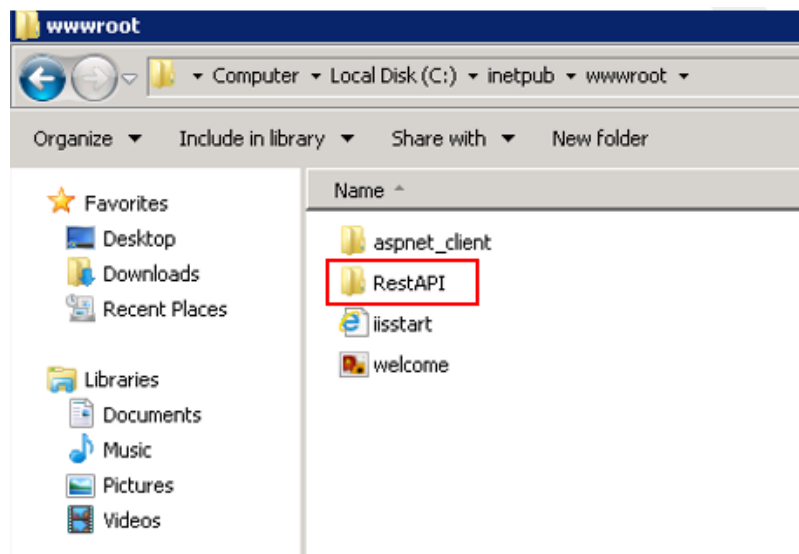 wwwroot
Computer Local Disk (C:) inetpub wwwroot
Organize Include in library Share with New folder
Name
Favorites
Desktop
Downloads
Recent Places
Libraries
Documents
Music
Pictures
Videos
aspnet_client
RestAPI
iisstart
welcome